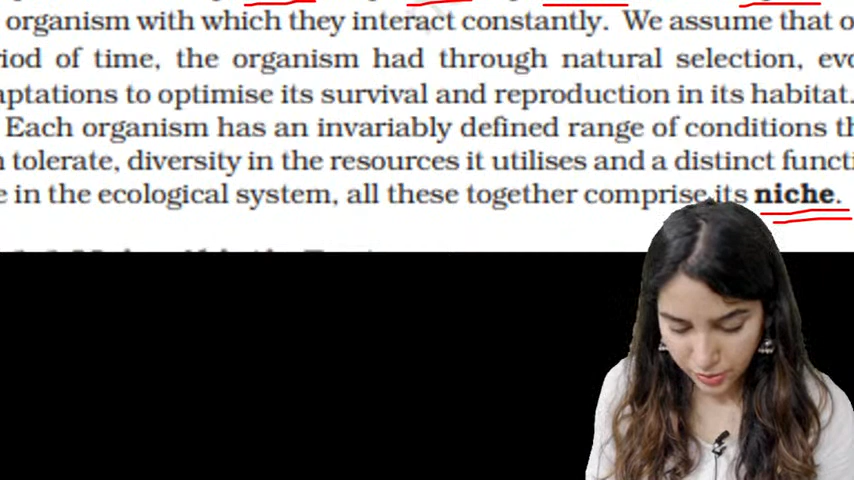 organism with which they interact constantly. We assume that o
iod of time, the organism had through natural selection, evo
aptations to optimise its survival and reproduction in its habitat.
Each organism has an invariably defined range of conditions th
tolerate, diversity in the resources it utilises and a distinct functi
e in the ecological system, all these together comprise its niche.